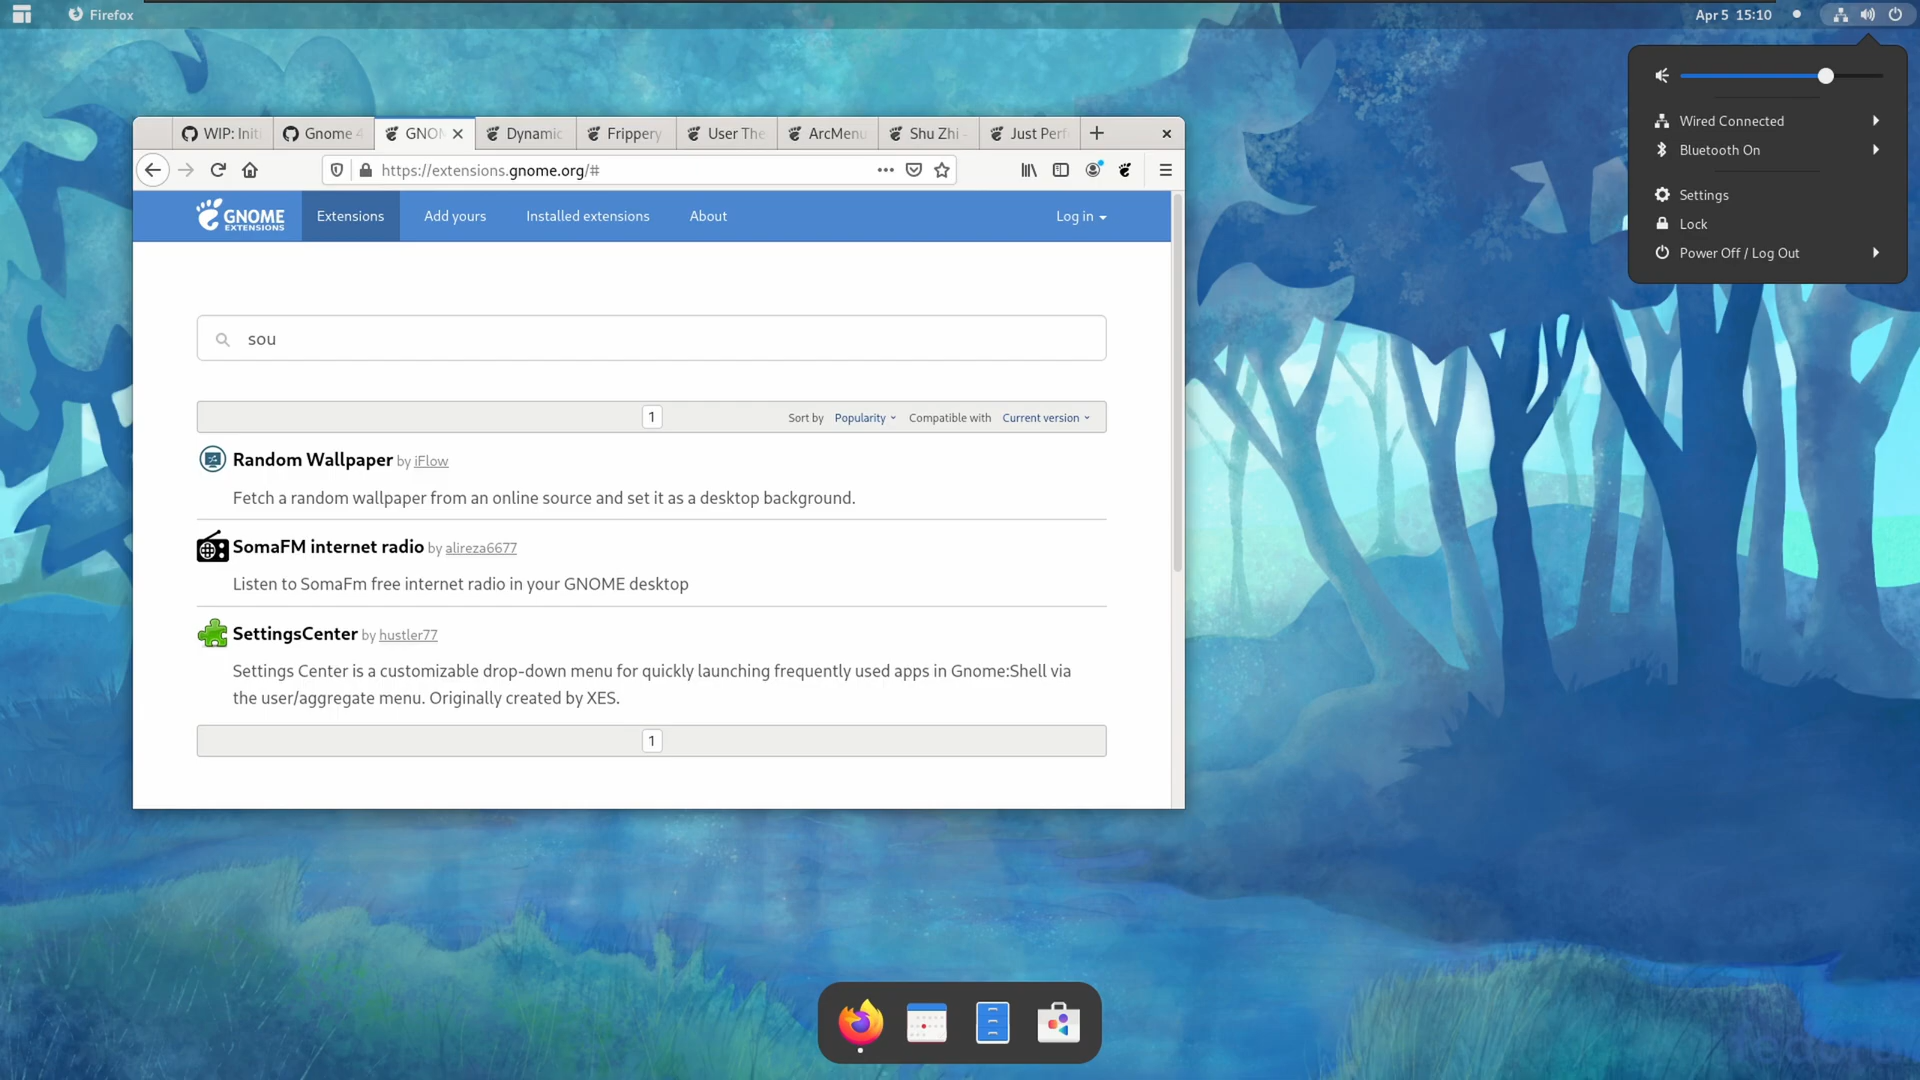 Firefox
Apr 5 15:10
Wired Connected
Bluetooth On
Settings
Lock
Power Off / Log Out
WIP: Initi
Gnome 4
GNOM
Dynamic
Frippery
User The
ArcMenu
Shu Zhi -
Just Perf
https://extensions.gnome.org/#
GNOME
EXTENSIONS
Extensions
Add yours
Installed extensions
About
Log in
sou
1
Sort by Popularity Compatible with Current version
Random Wallpaper by iFlow
Fetch a random wallpaper from an online source and set it as a desktop background.
SomaFM internet radio by alireza6677
Listen to SomaFm free internet radio in your GNOME desktop
SettingsCenter by hustler77
Settings Center is a customizable drop-down menu for quickly launching frequently used apps in Gnome:Shell via
the user/aggregate menu. Originally created by XES.
1